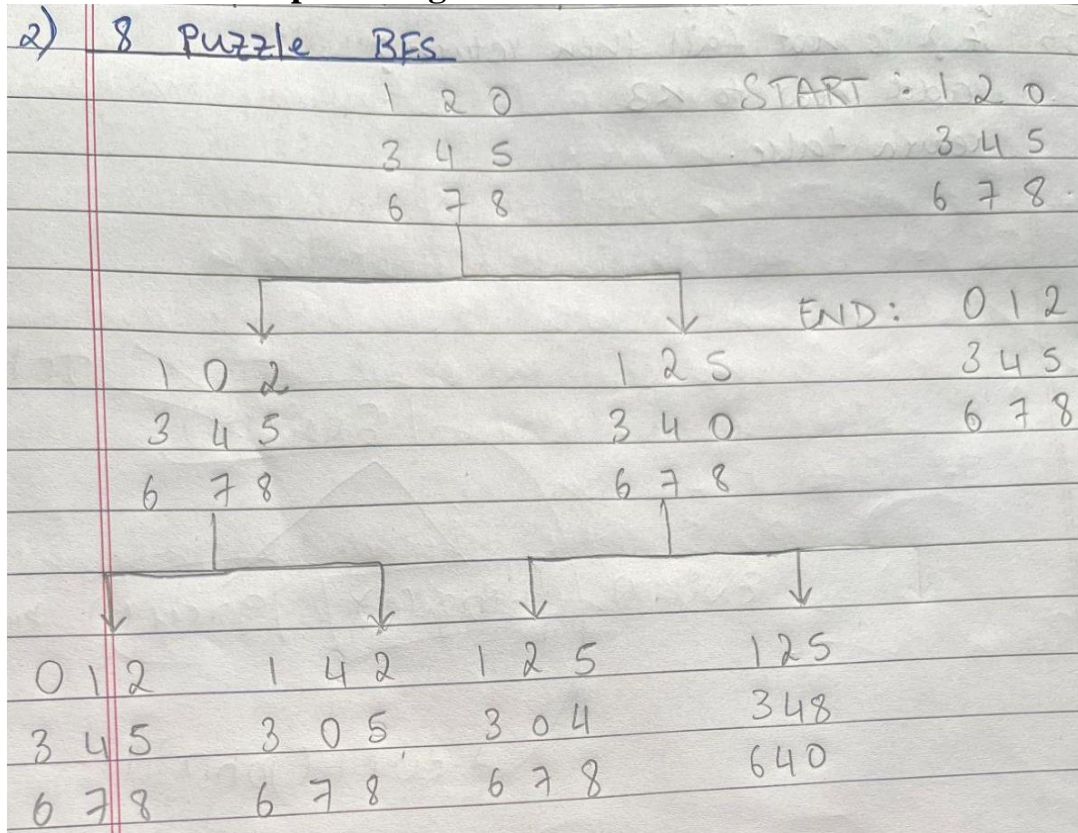 2) 8 Puzzle BFS
1 2 0 START : 1 2 0
3 4 5 3 4 5
6 7 8 6 7 8
END: 0 1 2
1 0 2 1 2 5 3 4 5
3 4 5 3 4 0 6 7 8
6 7 8 6 7 8
0 1 2 1 4 2 1 2 5 1 2 5
3 4 5 3 0 5 3 0 4 3 4 8
6 7 8 6 7 8 6 7 8 6 4 0